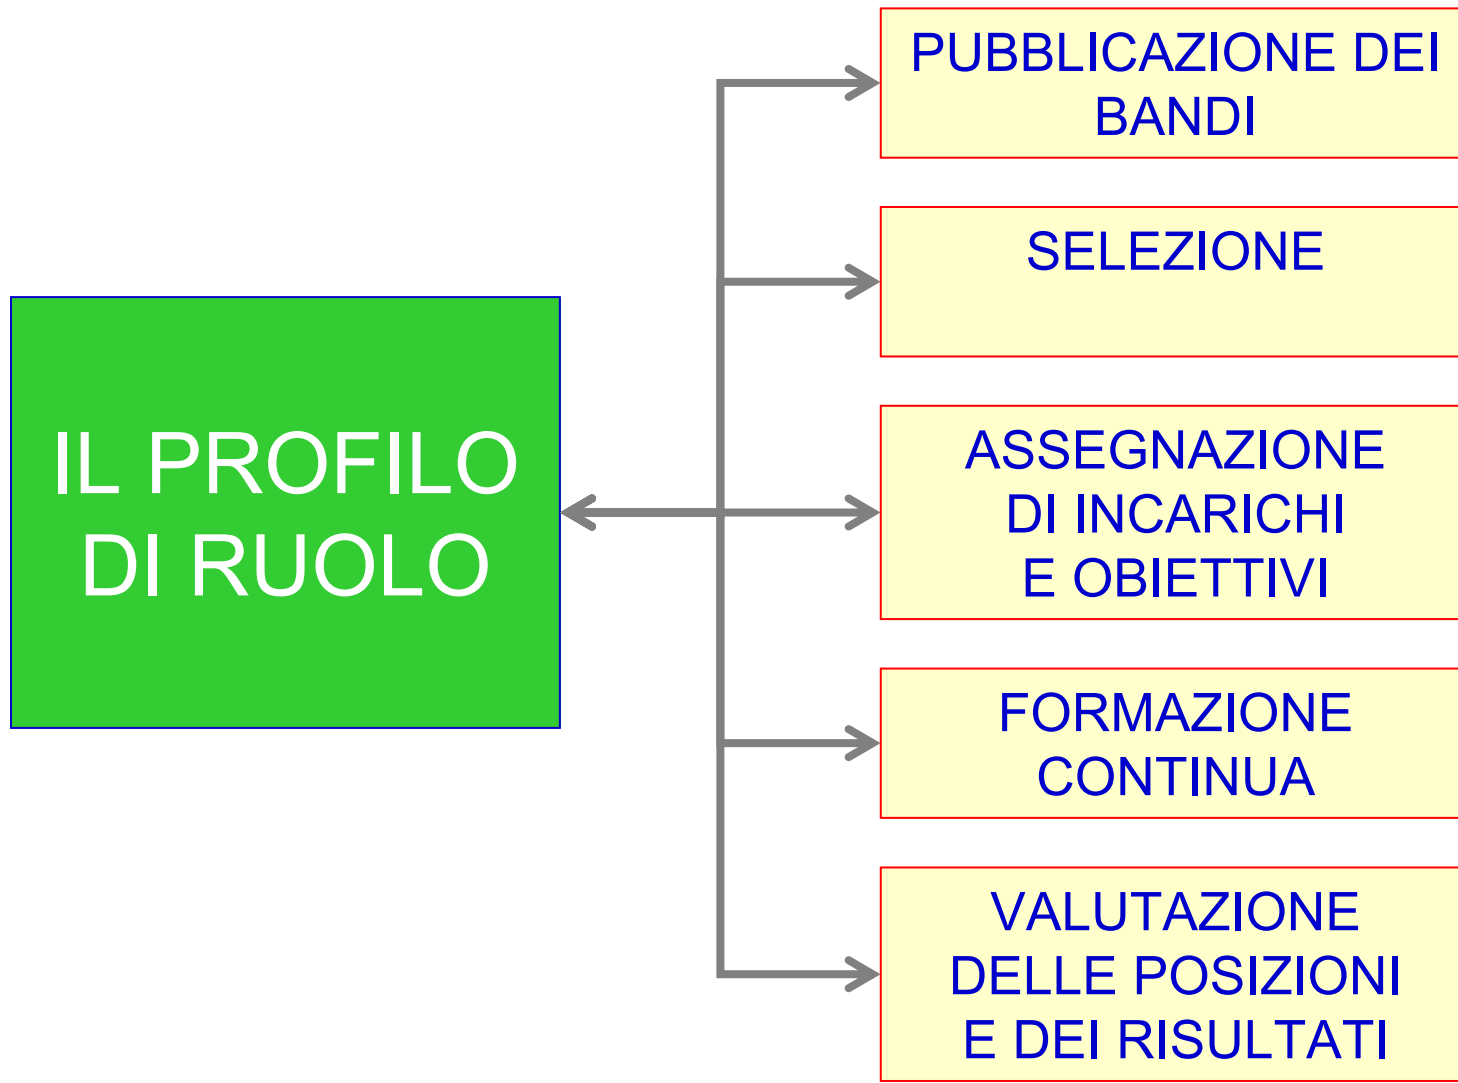 IL PROFILO
DI RUOLO
PUBBLICAZIONE DEI
BANDI
SELEZIONE
ASSEGNAZIONE
DI INCARICHI
E OBIETTIVI
FORMAZIONE
CONTINUA
VALUTAZIONE
DELLE POSIZIONI
E DEI RISULTATI